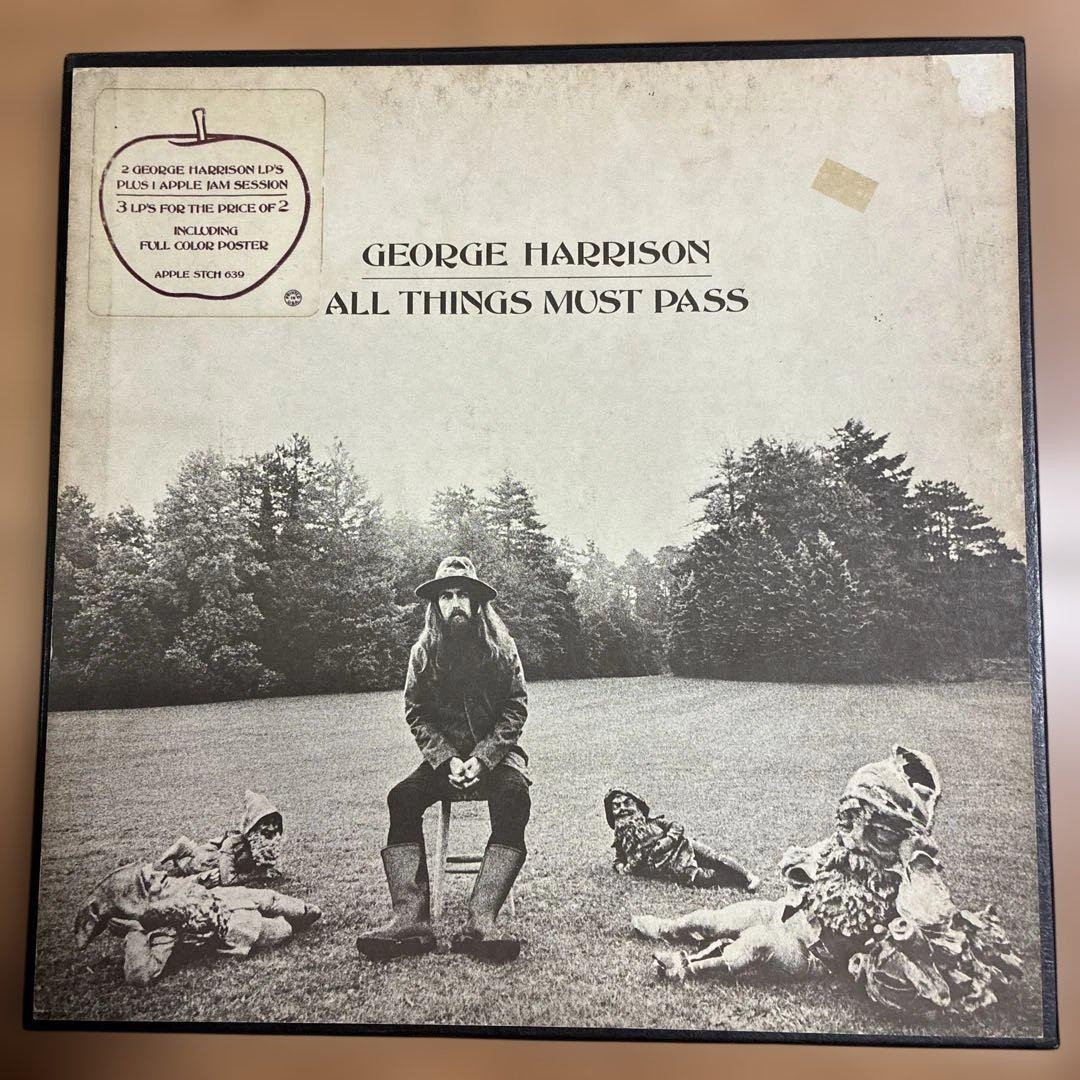 2 GEORGE HARRISON LP'S
PLUS 1 APPLE JAM SESSION
3 LP'S FOR THE PRICE OF 2
INCLUDING
FULL COLOR POSTER
APPLE STCH 639
GEORGE HARRISON
ALL THINGS MUST PASS